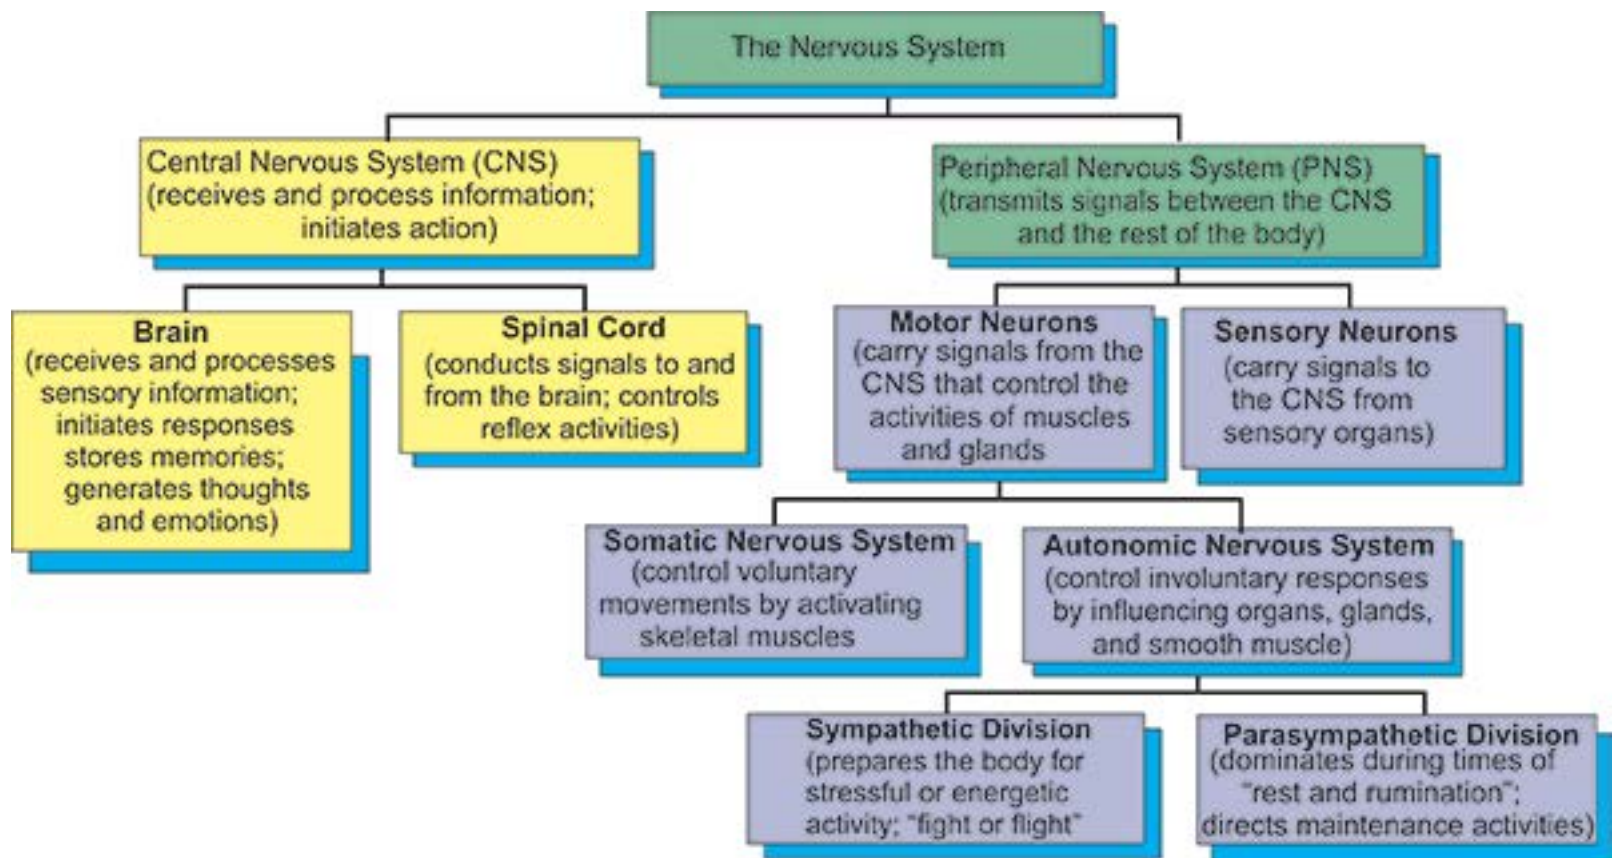 The Nervous System
Central Nervous System (CNS)
(receives and process information;
initiates action)
Peripheral Nervous System (PNS)
(transmits signals between the CNS
and the rest of the body)
Brain
(receives and processes
sensory information;
initiates responses
stores memories;
generates thoughts
and emotions)
Spinal Cord
(conducts signals to and
from the brain; controls
reflex activities)
Motor Neurons
(carry signals from the
CNS that control the
activities of muscles
and glands
Sensory Neurons
(carry signals to
the CNS from
sensory organs)
Somatic Nervous System
(control voluntary
movements by activating
skeletal muscles
Autonomic Nervous System
(control involuntary responses
by influencing organs, glands,
and smooth muscle)
Sympathetic Division
(prepares the body for
stressful or energetic
activity; "fight or flight"
Parasympathetic Division
(dominates during times of
"rest and rumination";
directs maintenance activities)